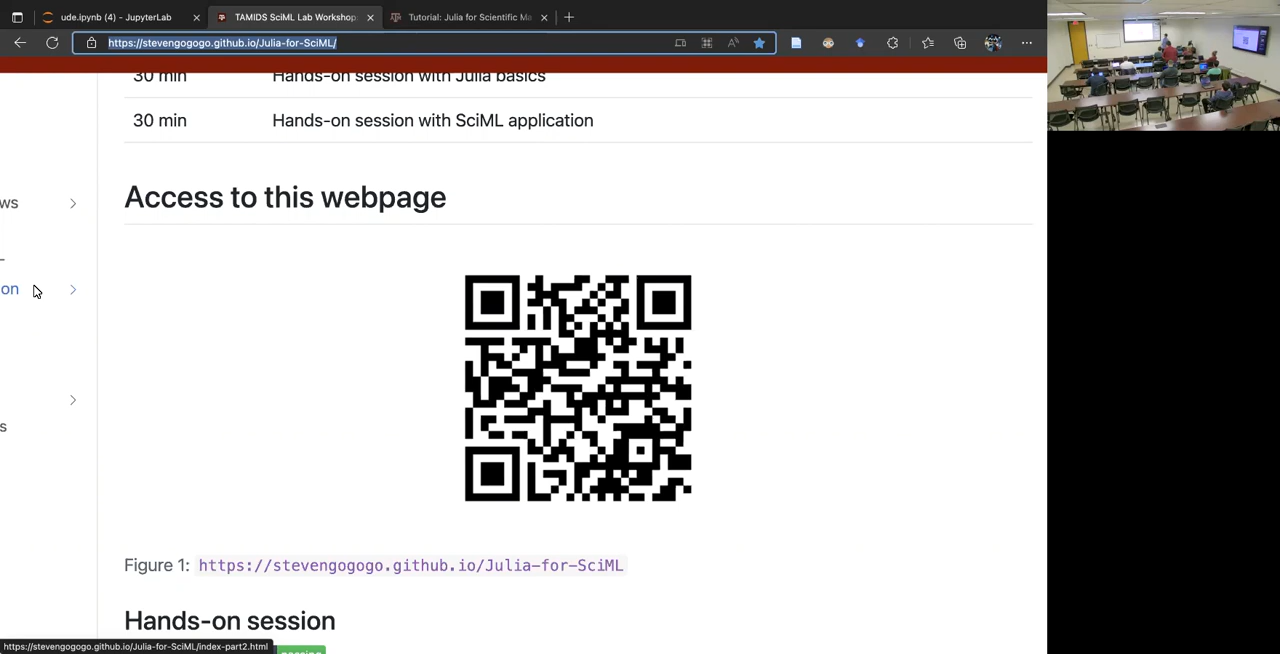 ude.ipynb (4) - JupyterLab
TAMIDS SciML Lab Workshop:
Tutorial: Julia for Scientific Ma
https://stevengogogo.github.io/Julia-for-SciML/
30 min Hands-on session with Julia basics
30 min Hands-on session with SciML application
Access to this webpage
ws
on
s
Figure 1: https://stevengogogo.github.io/Julia-for-SciML
Hands-on session
https://stevengogogo.github.io/Julia-for-SciML/index-part2.html
passing